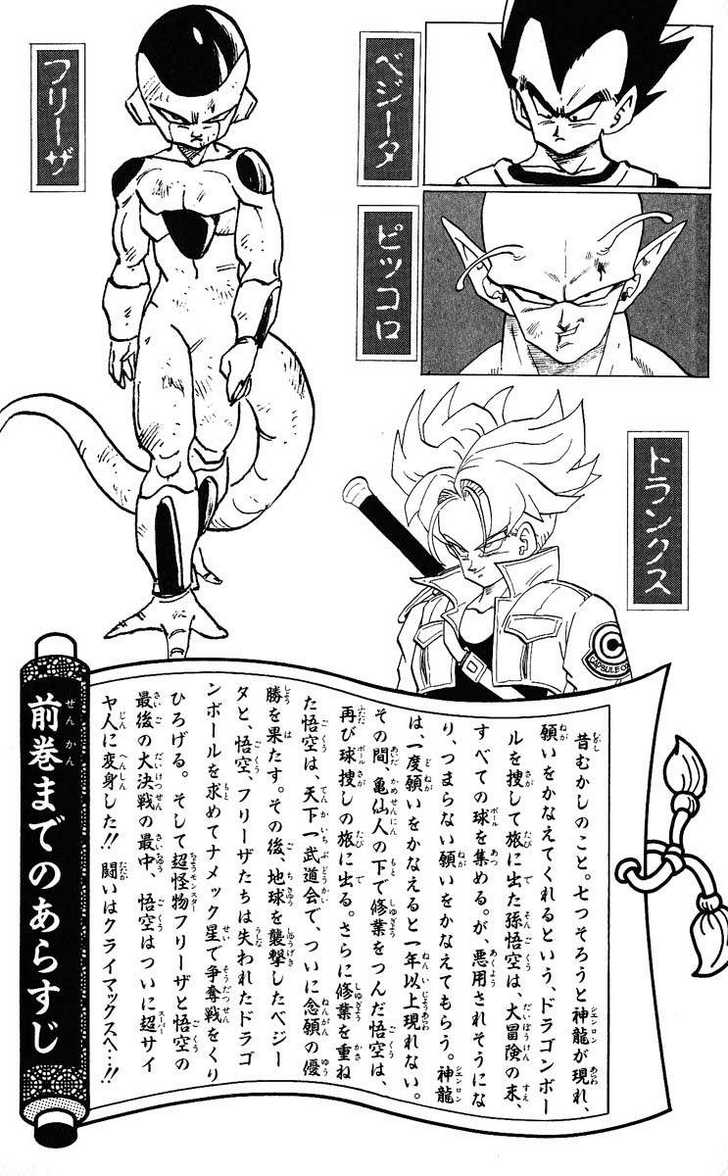 ベジータ
フリーザ
ピッコロ
トランクス
CAPSULE CO
前巻までのあらすじ
昔むかしのこと。七つそろうと神龍が現れ、
願いをかなえてくれるという、ドラゴンボー
ルを捜して旅に出た孫悟空は、大冒険の末、
すべての球を集める。が、悪用されそうにな
り、つまらない願いをかなえてもらう。神龍
は、一度願いをかなえると一年以上現れない。
その間、亀仙人の下で修業をつんだ悟空は、
再び球捜しの旅に出る。さらに修業を重ね
た悟空は、天下一武道会で、ついに念願の優
勝を果たす。その後、地球を襲撃したベジー
タと、悟空、フリーザたちは失われたドラゴ
ンボールを求めてナメック星で争奪戦をくり
ひろげる。そして超怪物フリーザと悟空の
最後の大決戦の最中、悟空はついに超サイ
ヤ人に変身した!! 闘いはクライマックスへ…!!